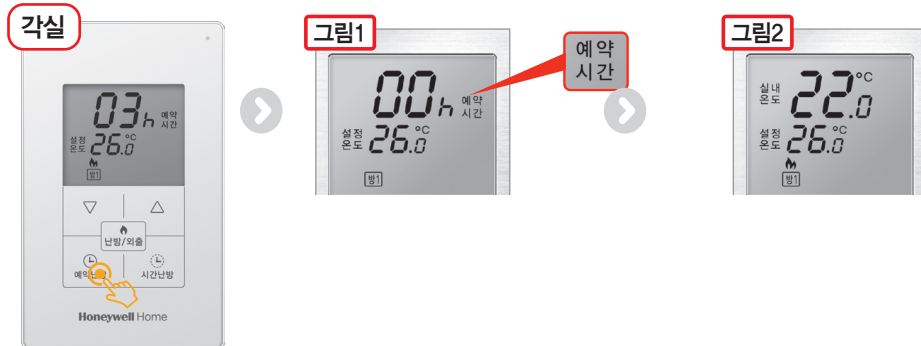 각실
03h 예약
시간
설정
온도 26.0 °C
방1
난방/외출
예약난방
시간난방
Honeywell Home
그림1
00h 예약
시간
설정
온도 26.0 °C
방1
예약
시간
그림2
실내
온도 22.0 °C
설정
온도 26.0 °C
방1